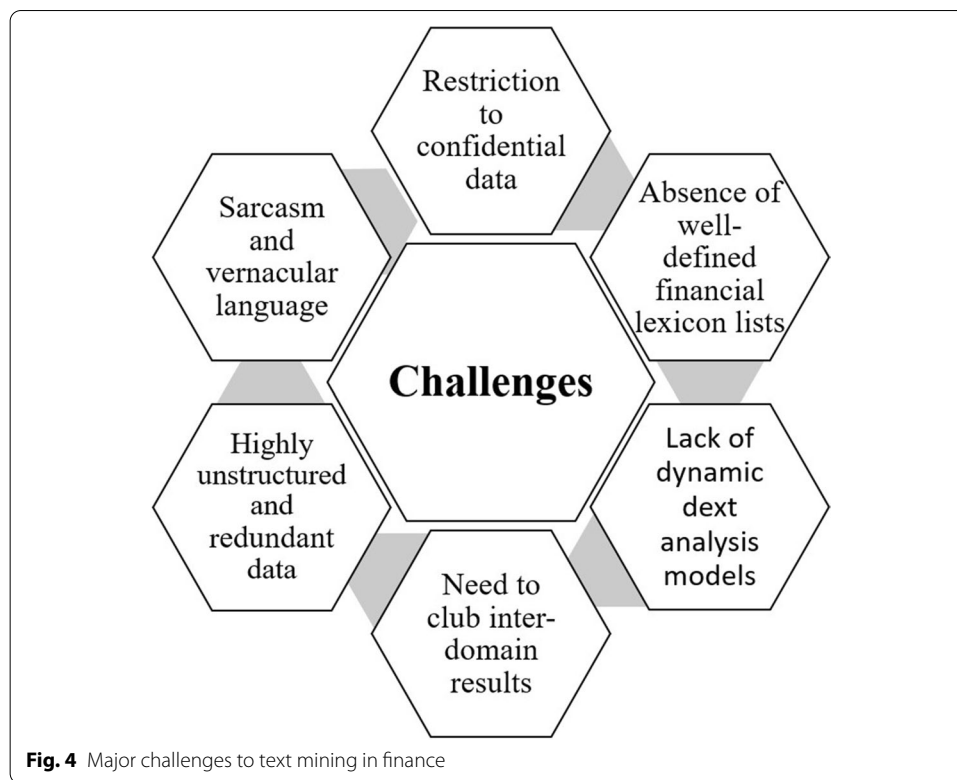 Restriction
to
confidential
data
Absence of
well-
defined
financial
lexicon lists
Lack of
dynamic
dext
analysis
models
Need to
club inter-
domain
results
Highly
unstructured
and
redundant
data
Sarcasm
and
vernacular
language
Challenges
Fig. 4 Major challenges to text mining in finance